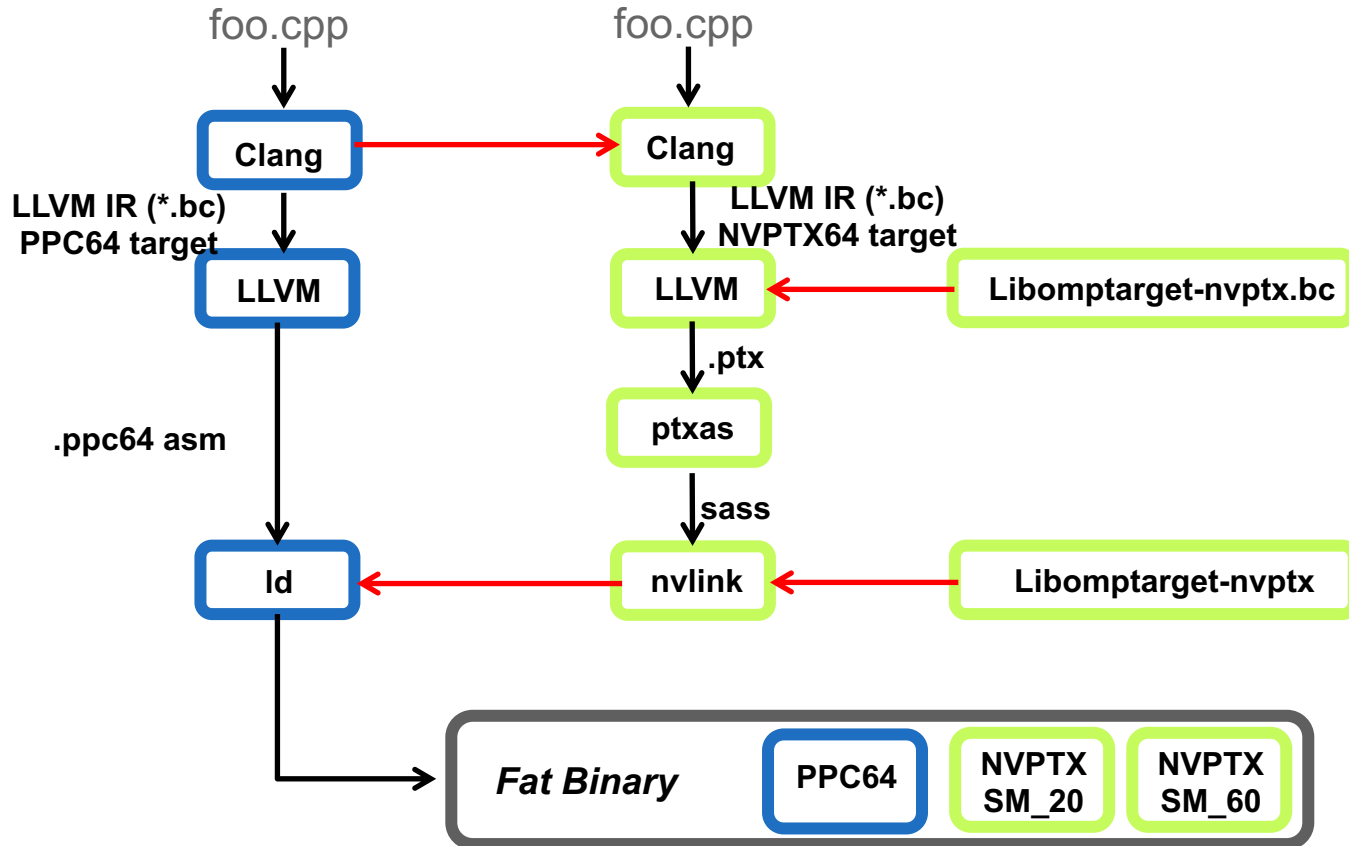 foo.cpp
foo.cpp
Clang
Clang
LLVM IR (*.bc)
PPC64 target
LLVM IR (*.bc)
NVPTX64 target
LLVM
LLVM
Libomptarget-nvptx.bc
.ptx
ptxas
.ppc64 asm
sass
ld
nvlink
Libomptarget-nvptx
Fat Binary
PPC64
NVPTX
SM_20
NVPTX
SM_60